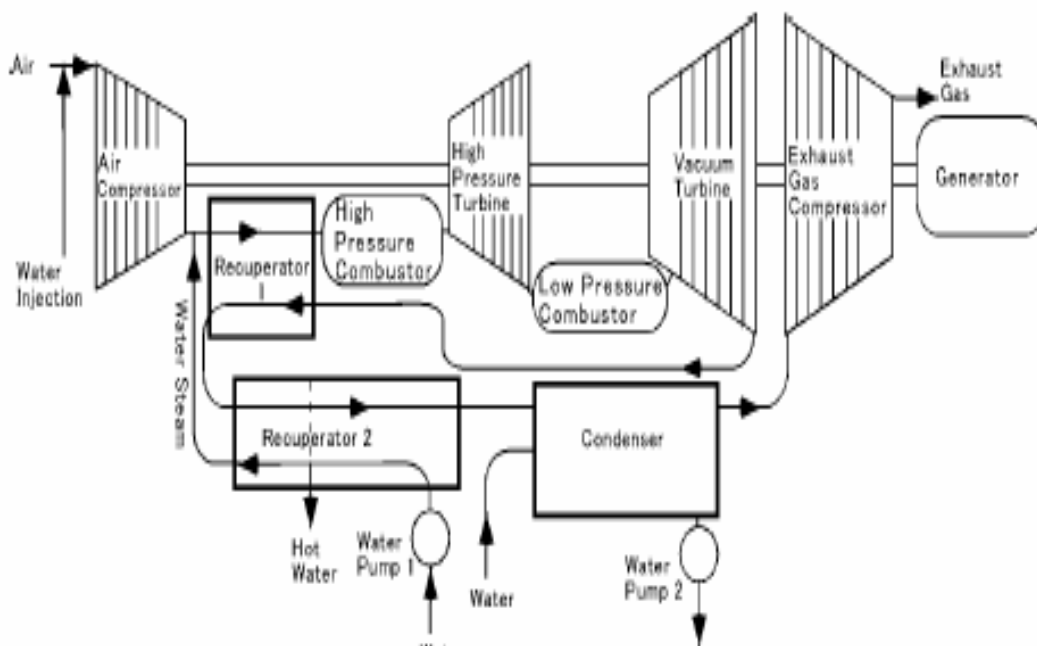 Air
Water
Injection
Air
Compressor
Recuperator
1
Water Steam
High
Pressure
Combustor
High
Pressure
Turbine
Low Pressure
Combustor
Vacuum
Turbine
Exhaust
Gas
Compressor
Exhaust
Gas
Generator
Recuperator 2
Hot
Water
Water
Pump 1
Condenser
Water
Water
Pump 2